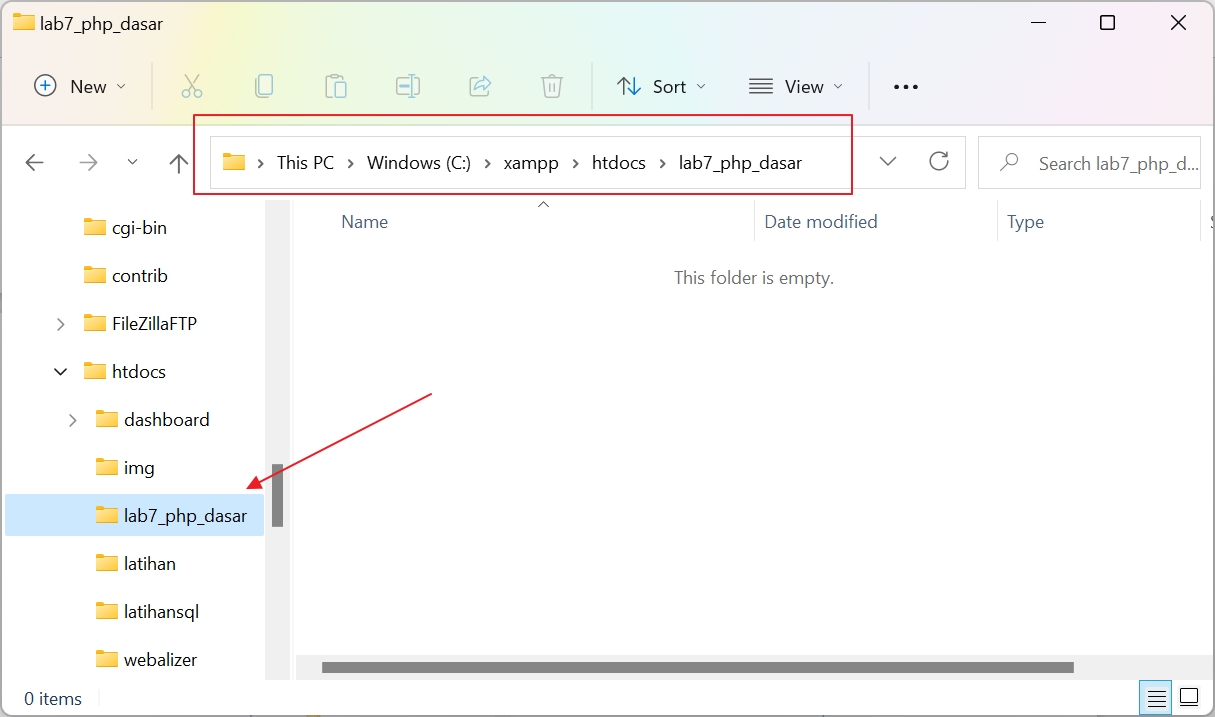 lab7_php_dasar
New
Sort
View
This PC > Windows (C:) > xampp > htdocs > lab7_php_dasar
Search lab7_php_d...
Name
Date modified
Type
This folder is empty.
cgi-bin
contrib
FileZillaFTP
htdocs
dashboard
img
lab7_php_dasar
latihan
latihansql
webalizer
0 items